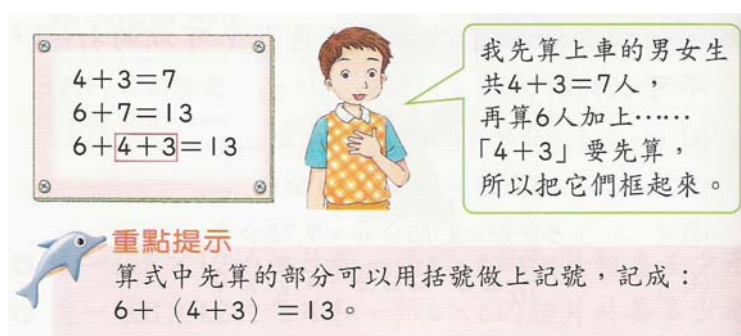 4+3=7
6+7=13
6+4+3=13
我先算上車的男女生
共4+3=7人，
再算6人加上……
「4+3」要先算，
所以把它們框起來。
重點提示
算式中先算的部分可以用括號做上記號，記成：
6+（4+3）=13。